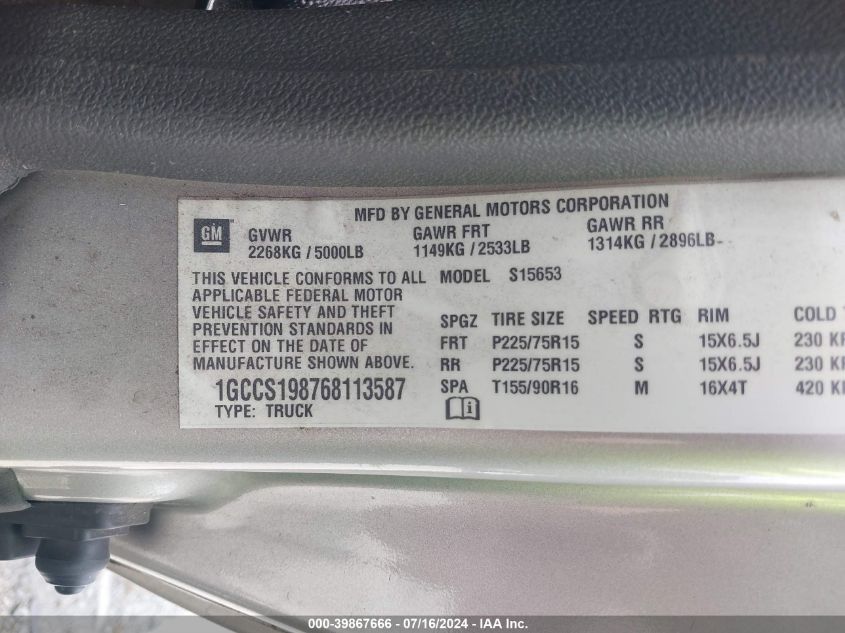 MFD BY GENERAL MOTORS CORPORATION
GM
GVWR GAWR FRT GAWR RR
2268KG / 5000LB 1149KG / 2533LB 1314KG / 2896LB
THIS VEHICLE CONFORMS TO ALL MODEL S15653
APPLICABLE FEDERAL MOTOR
VEHICLE SAFETY AND THEFT
PREVENTION STANDARDS IN
EFFECT ON THE DATE OF
MANUFACTURE SHOWN ABOVE.
1GCCS198768113587
TYPE: TRUCK
SPGZ TIRE SIZE SPEED RTG RIM COLD
FRT P225/75R15 S 15X6.5J 230
RR P225/75R15 S 15X6.5J 230
SPA T155/90R16 M 16X4T 420
i
000-39867666 - 07/16/2024 - IAA Inc.